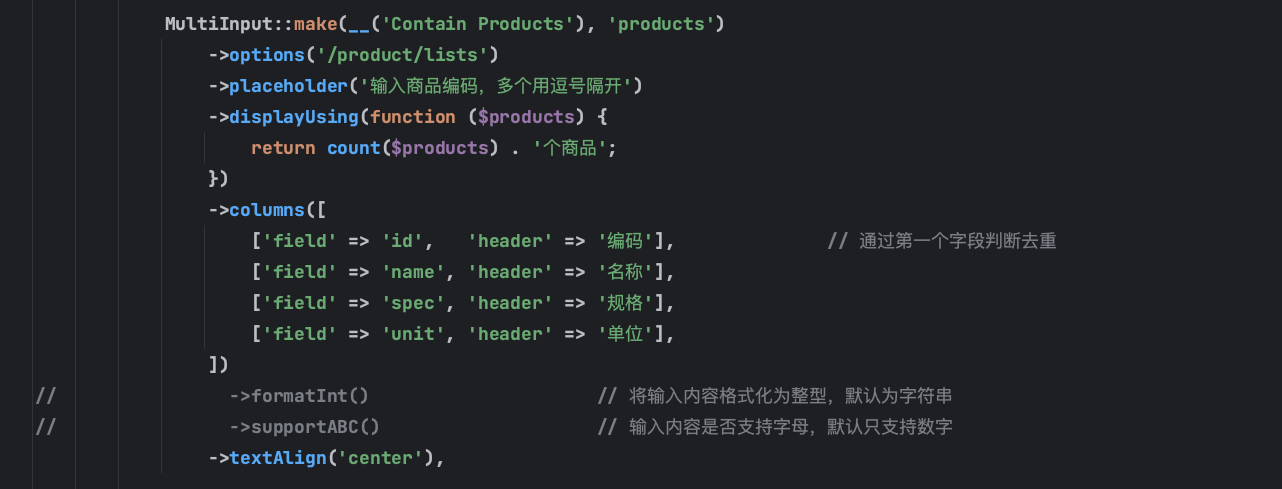 MultiInput::make(__('Contain Products'), 'products')
->options('/product/lists')
->placeholder('输入商品编码，多个用逗号隔开')
->displayUsing(function ($products) {
return count($products) . '个商品';
})
->columns([
['field' => 'id',   'header' => '编码'],              // 通过第一个字段判断去重
['field' => 'name', 'header' => '名称'],
['field' => 'spec', 'header' => '规格'],
['field' => 'unit', 'header' => '单位'],
])
//                ->formatInt()                     // 将输入内容格式化为整型，默认为字符串
//                ->supportABC()                    // 输入内容是否支持字母，默认只支持数字
->textAlign('center'),